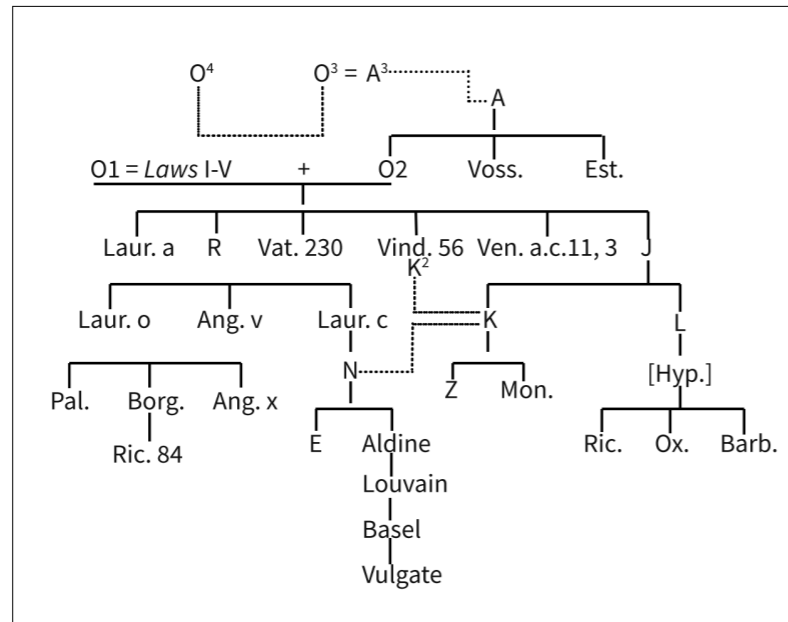 O⁴ O³ = A³
A
O1 = Laws I-V + O2 Voss. Est.
Laur. a R Vat. 230 Vind. 56 Ven. a.c.11, 3 J
K²
Laur. o Ang. v Laur. c K L
N [Hyp.]
Pal. Borg. Ang. x Z Mon.
Ric. 84 E Aldine Ric. Ox. Barb.
Louvain
Basel
Vulgate